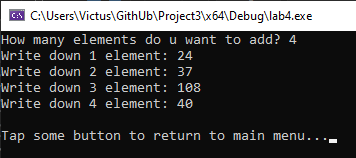 C:\Users\Victus\GithUb\Project3\x64\Debug\lab4.exe
How many elements do u want to add? 4
Write down 1 element: 24
Write down 2 element: 37
Write down 3 element: 108
Write down 4 element: 40
Tap some button to return to main menu..._